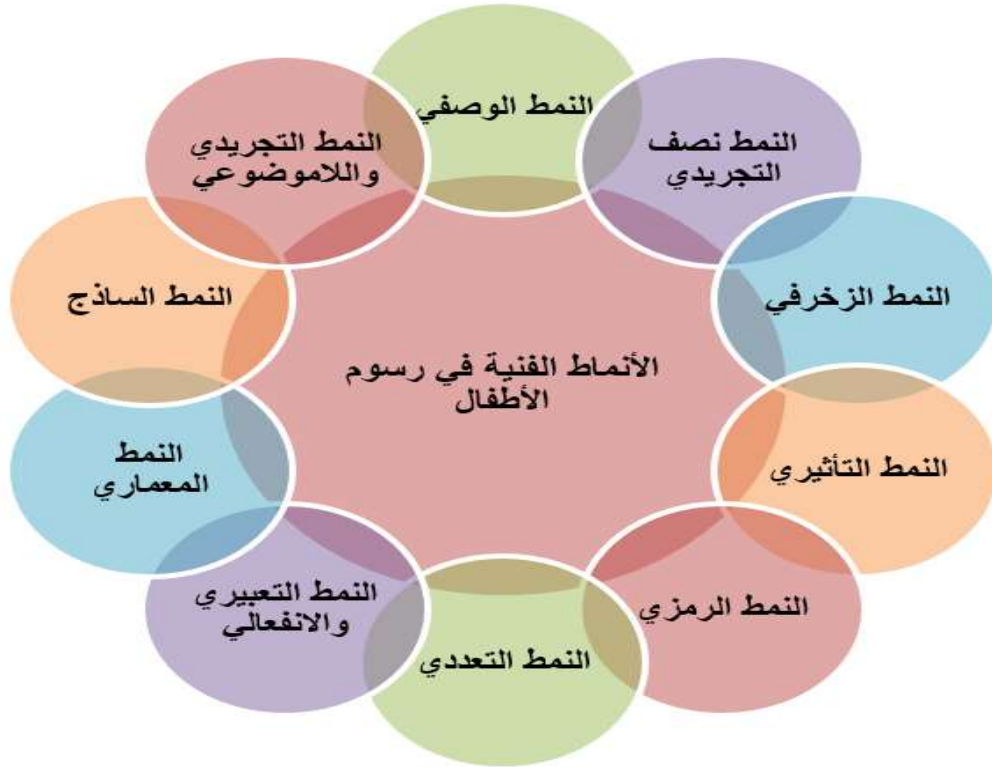 النمط الوصفي
النمط نصف
التجريدي
النمط الزخرفي
النمط التأثيري
النمط الرمزي
النمط التعددي
النمط التعبيري
والانفعالي
النمط
المعماري
النمط الساذج
النمط التجريدي
واللاموضوعي
الأنماط الفنية في رسوم
الأطفال